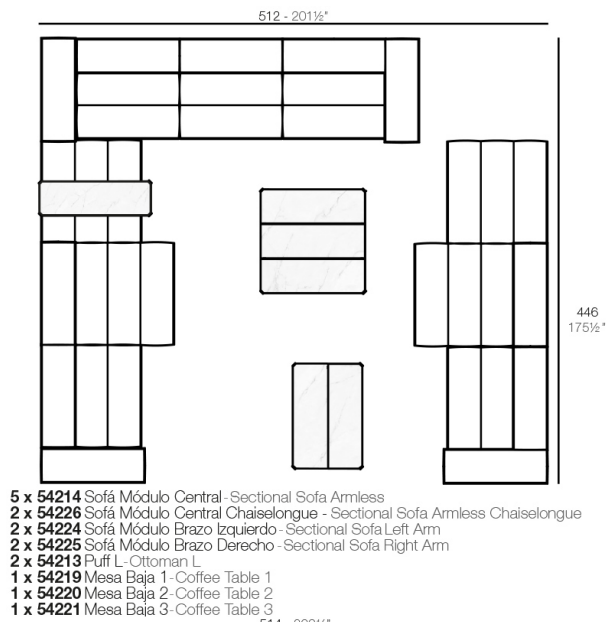 512 - 201½"
446
175½"
5 x 54214 Sofá Módulo Central - Sectional Sofa Armless
2 x 54226 Sofá Módulo Central Chaiselongue - Sectional Sofa Armless Chaiselongue
2 x 54224 Sofá Módulo Brazo Izquierdo - Sectional Sofa Left Arm
2 x 54225 Sofá Módulo Brazo Derecho - Sectional Sofa Right Arm
2 x 54213 Puff L - Ottoman L
1 x 54219 Mesa Baja 1 - Coffee Table 1
1 x 54220 Mesa Baja 2 - Coffee Table 2
1 x 54221 Mesa Baja 3 - Coffee Table 3